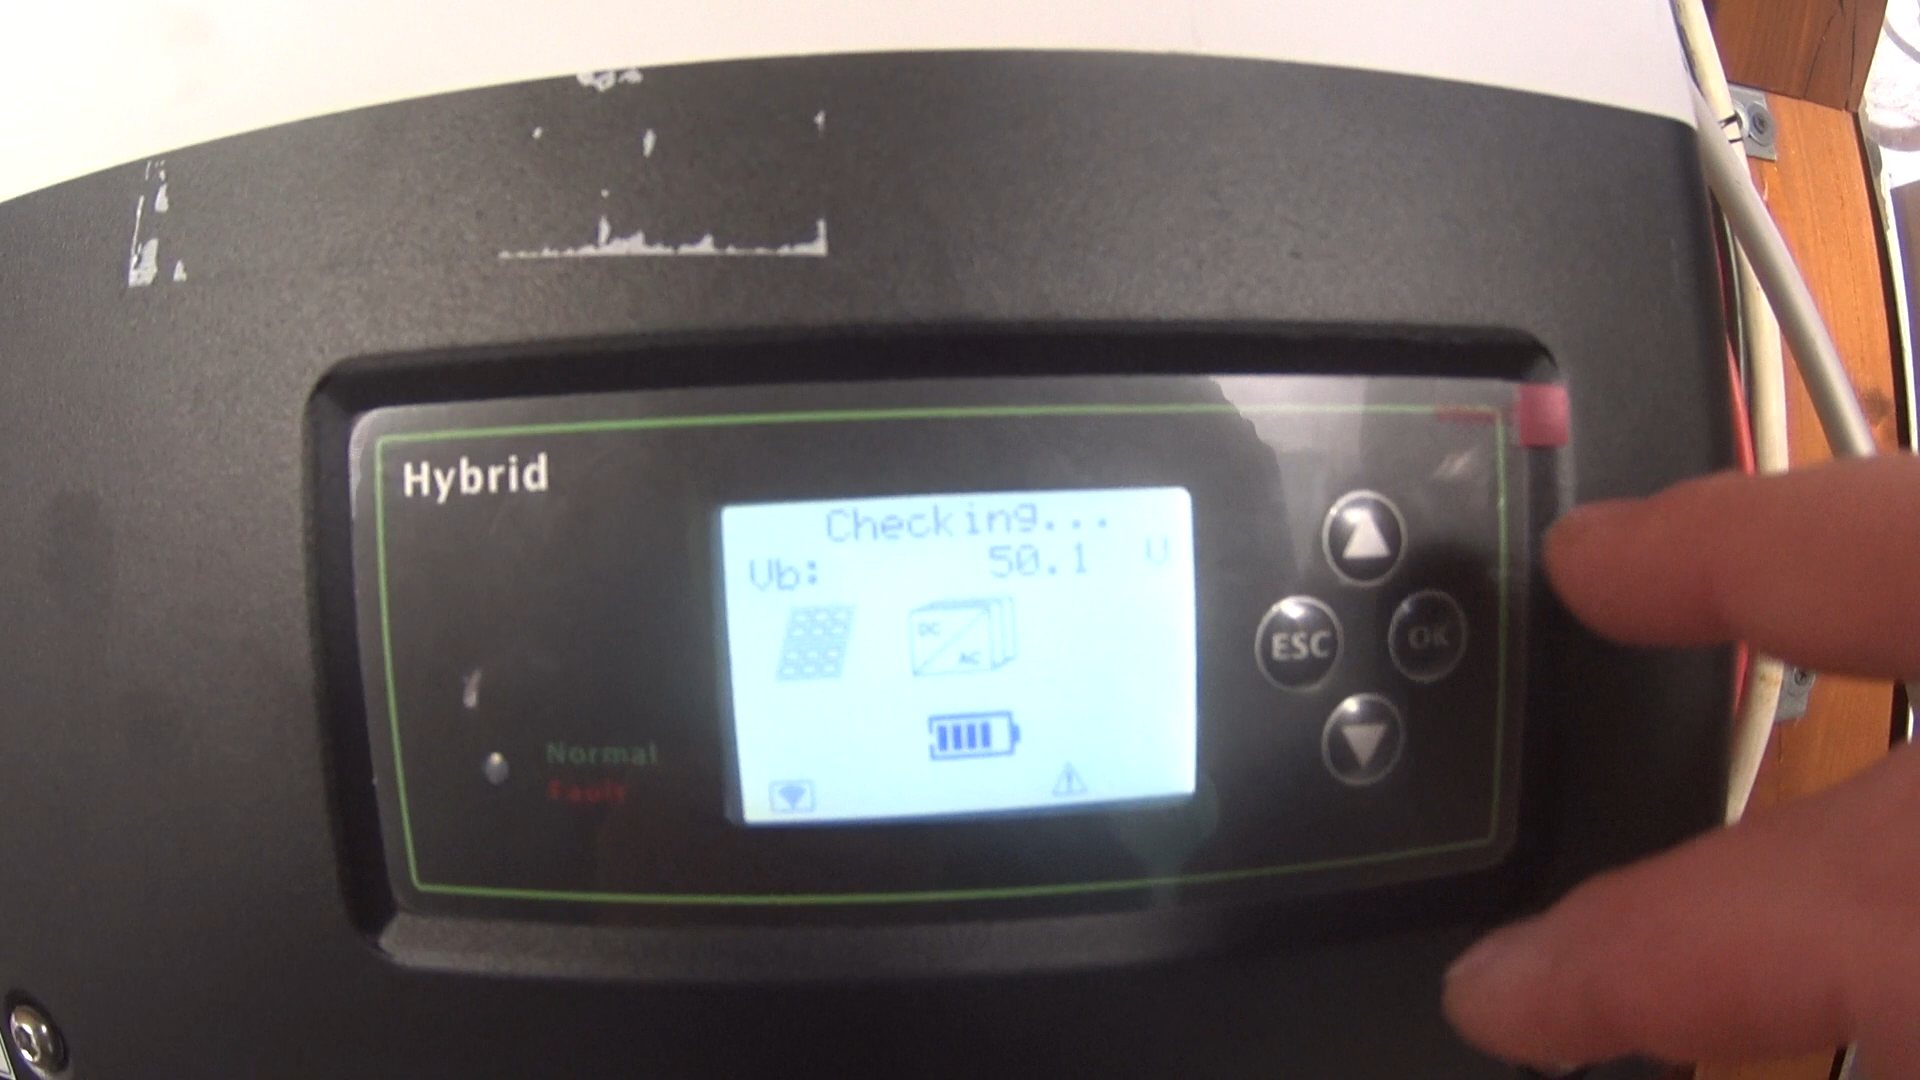 Hybrid
Checking...
Vb: 50.1 V
DC
AC
ESC
OK
Normal
Fault